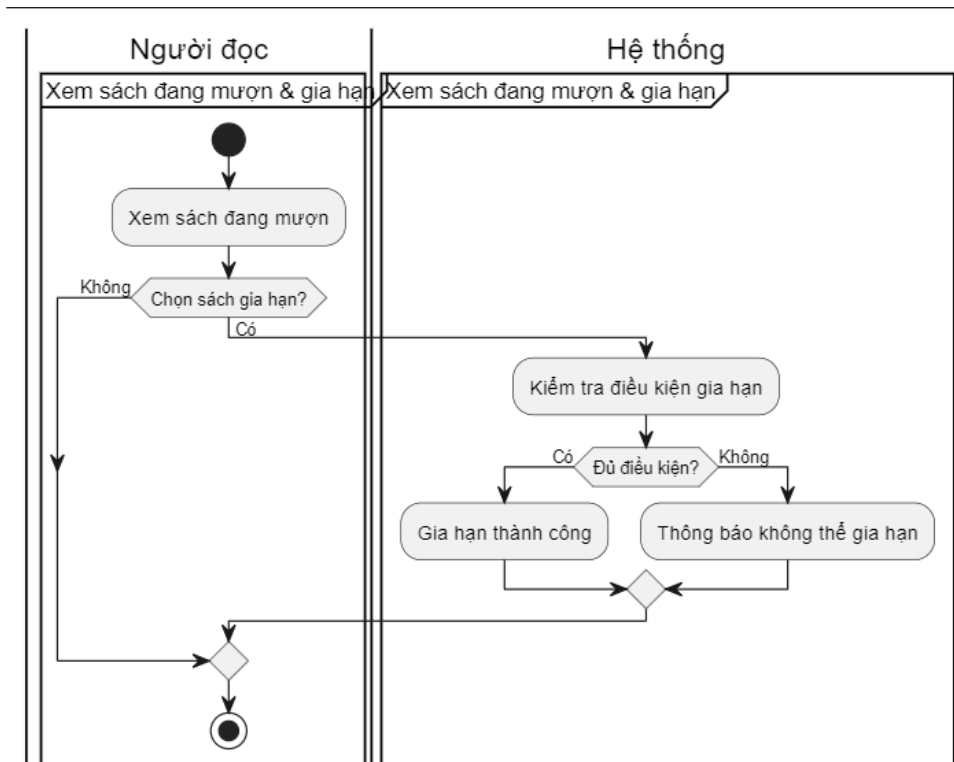 Người đọc
Hệ thống
Xem sách đang mượn & gia hạn
Xem sách đang mượn & gia hạn
Xem sách đang mượn
Không
Chọn sách gia hạn?
Có
Kiểm tra điều kiện gia hạn
Có
Đủ điều kiện?
Không
Gia hạn thành công
Thông báo không thể gia hạn